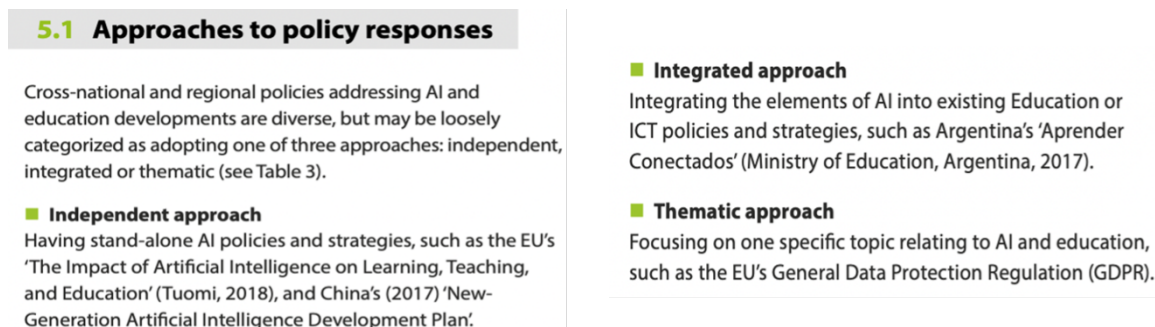 5.1 Approaches to policy responses
Cross-national and regional policies addressing AI and
education developments are diverse, but may be loosely
categorized as adopting one of three approaches: independent,
integrated or thematic (see Table 3).
Independent approach
Having stand-alone AI policies and strategies, such as the EU’s
‘The Impact of Artificial Intelligence on Learning, Teaching,
and Education’ (Tuomi, 2018), and China’s (2017) ‘New-
Generation Artificial Intelligence Development Plan’.
Integrated approach
Integrating the elements of AI into existing Education or
ICT policies and strategies, such as Argentina’s ‘Aprender
Conectados’ (Ministry of Education, Argentina, 2017).
Thematic approach
Focusing on one specific topic relating to AI and education,
such as the EU’s General Data Protection Regulation (GDPR).